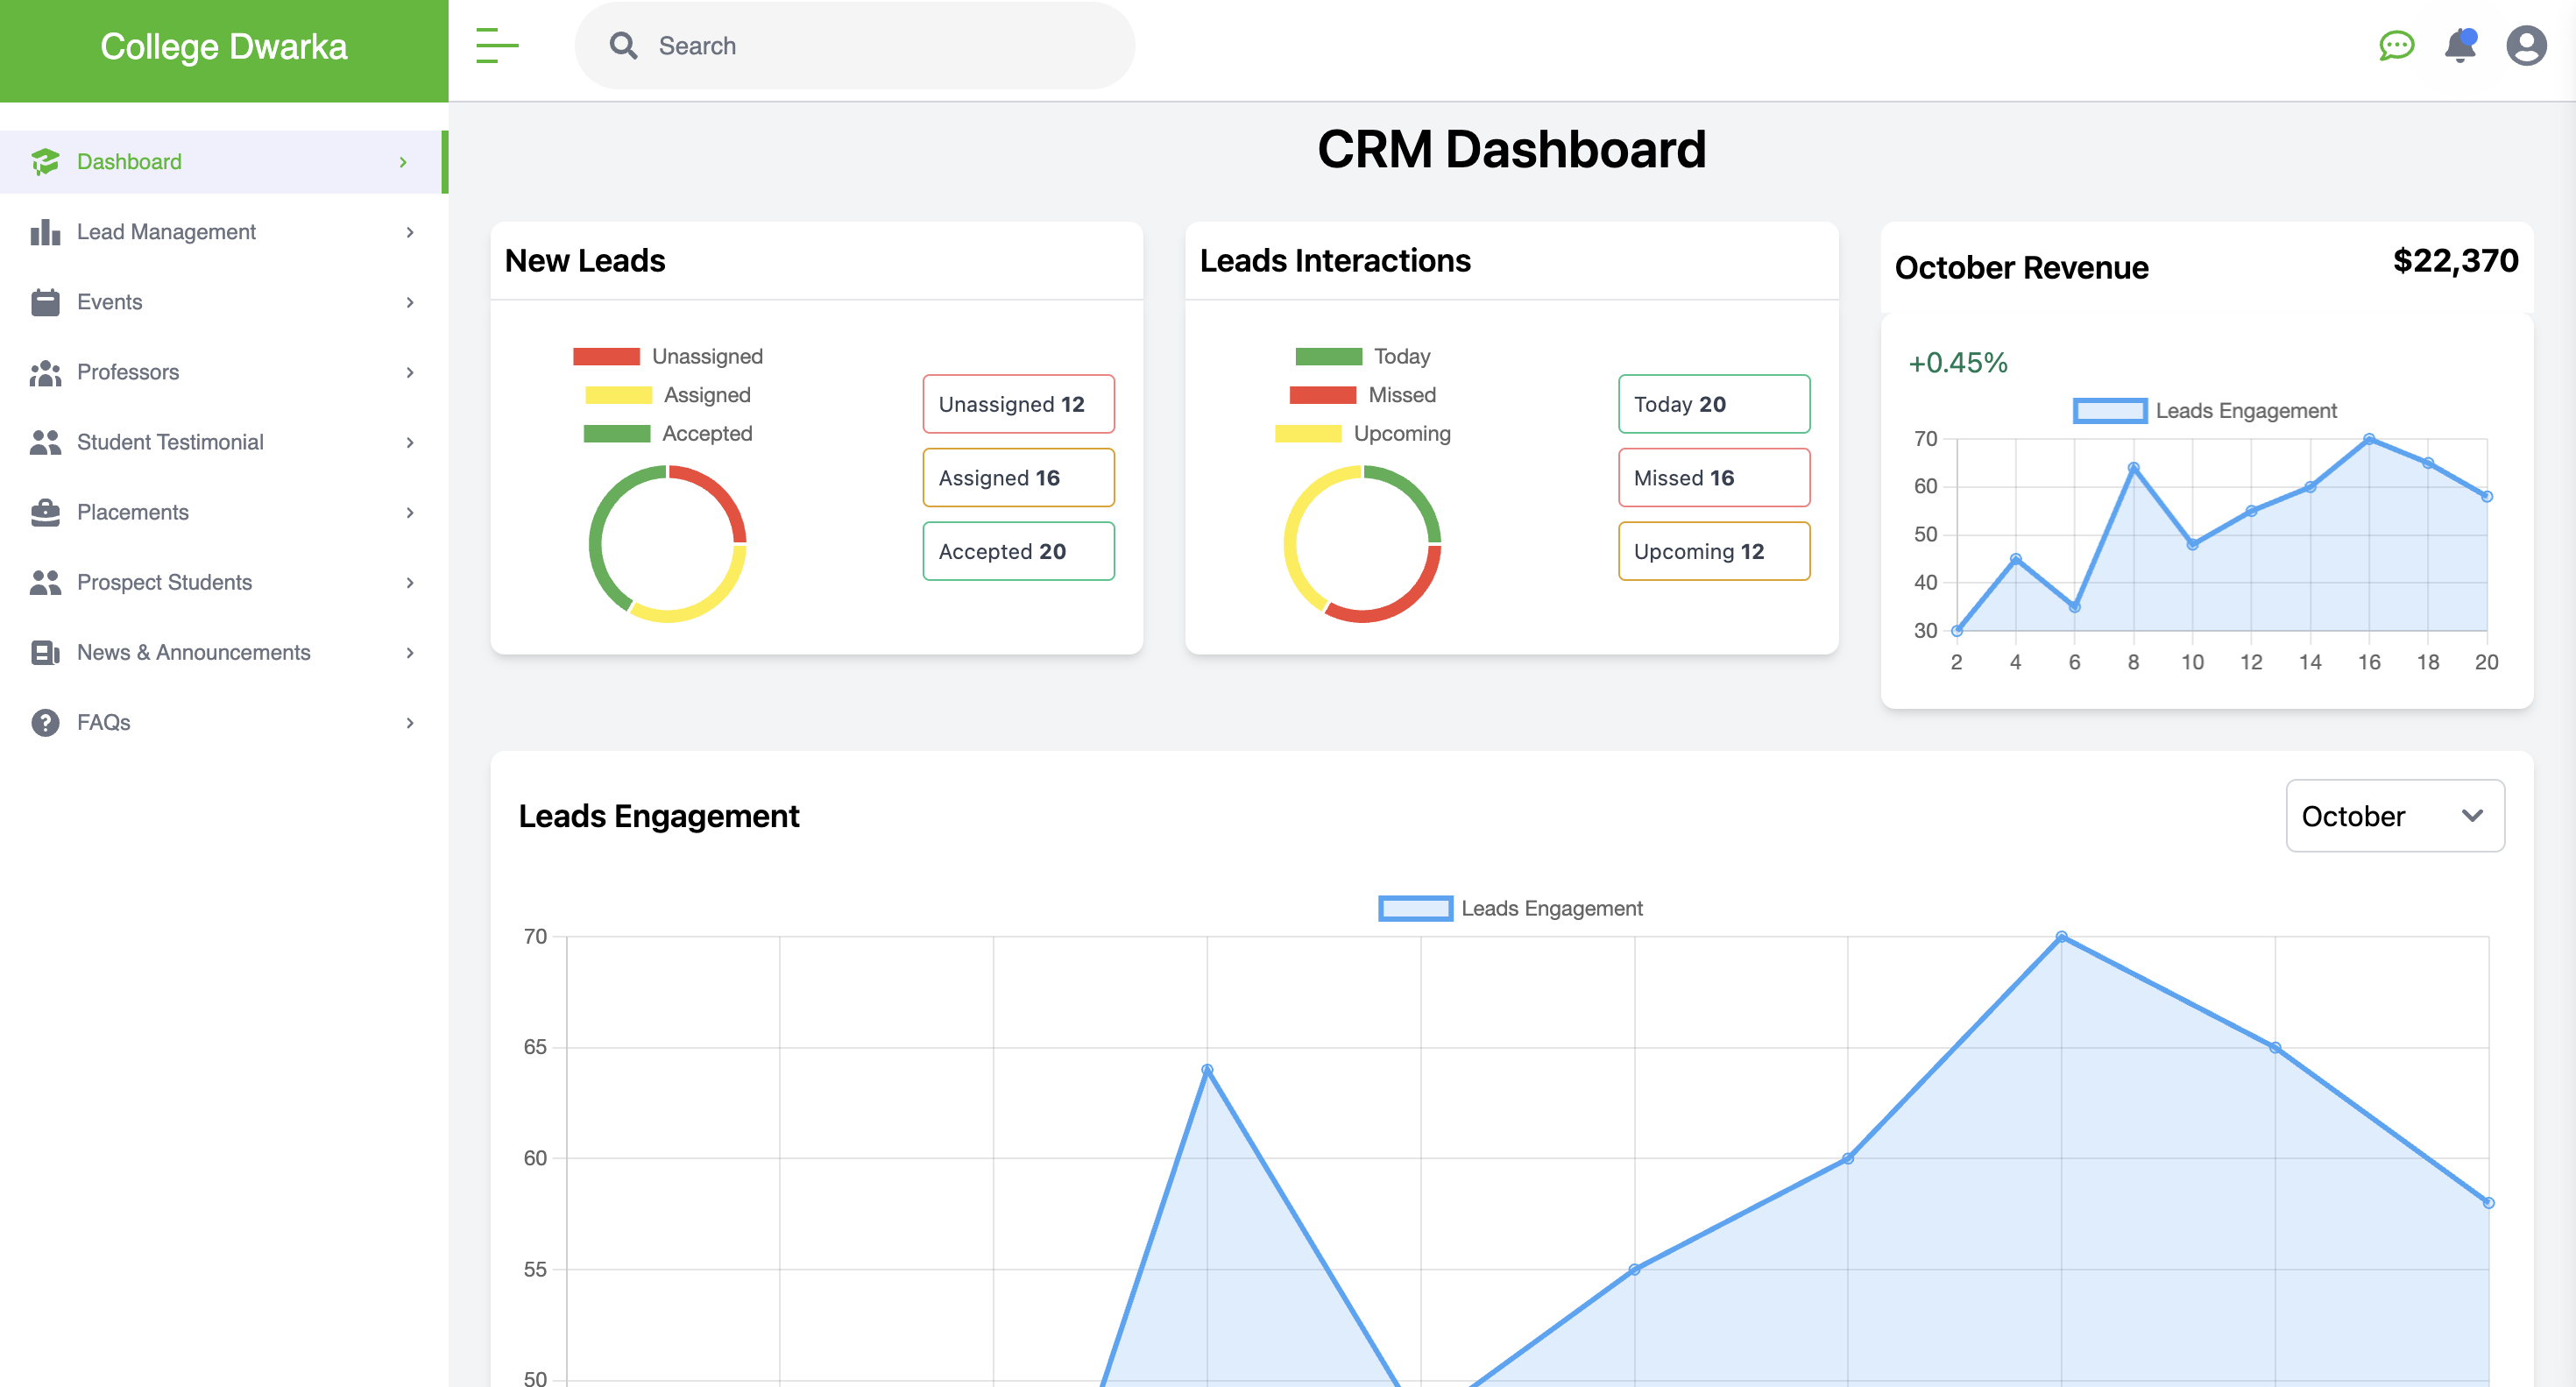 College Dwarka
Search
Dashboard
Lead Management
Events
Professors
Student Testimonial
Placements
Prospect Students
News & Announcements
FAQs
CRM Dashboard
New Leads
Unassigned
Assigned
Accepted
Unassigned 12
Assigned 16
Accepted 20
Leads Interactions
Today
Missed
Upcoming
Today 20
Missed 16
Upcoming 12
October Revenue
$22,370
+0.45%
Leads Engagement
70
60
50
40
30
2 4 6 8 10 12 14 16 18 20
Leads Engagement
October
Leads Engagement
70
65
60
55
50